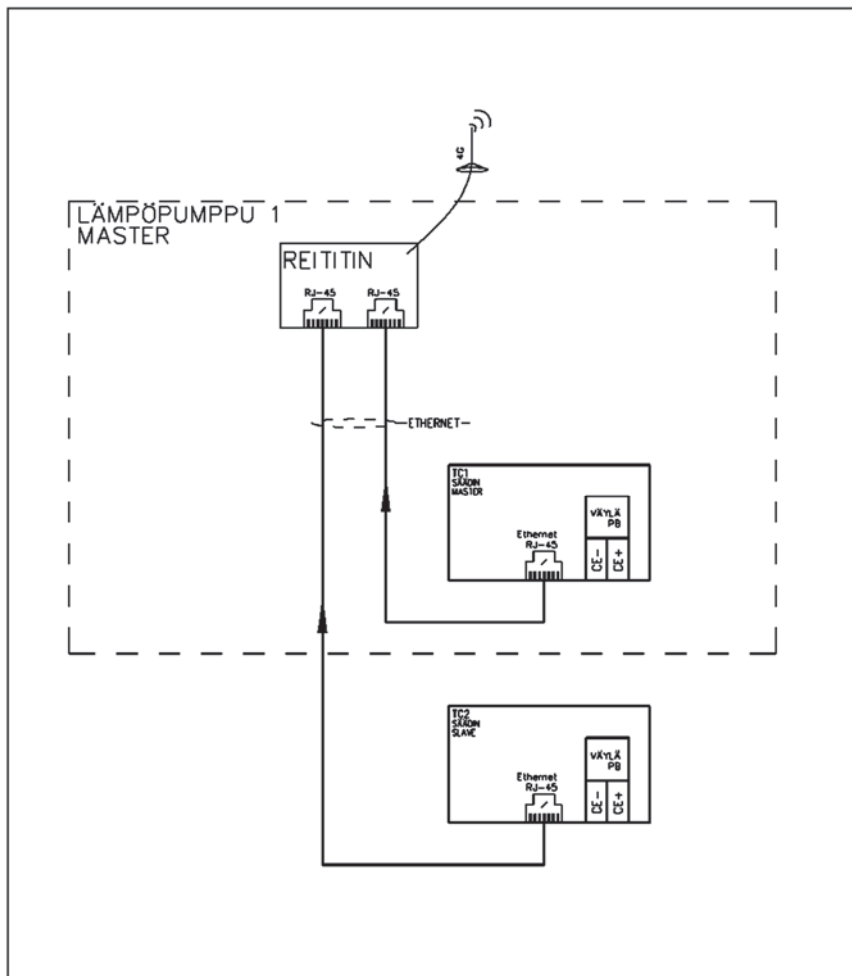 4G
LÄMPÖPUMPPU 1
MASTER
REITITIN
RJ-45
RJ-45
ETHERNET
TC1
SÄÄDIN
MASTER
VÄYLÄ
PB
Ethernet
RJ-45
CE-
CE+
TC2
SÄÄDIN
SLAVE
VÄYLÄ
PB
Ethernet
RJ-45
CE-
CE+